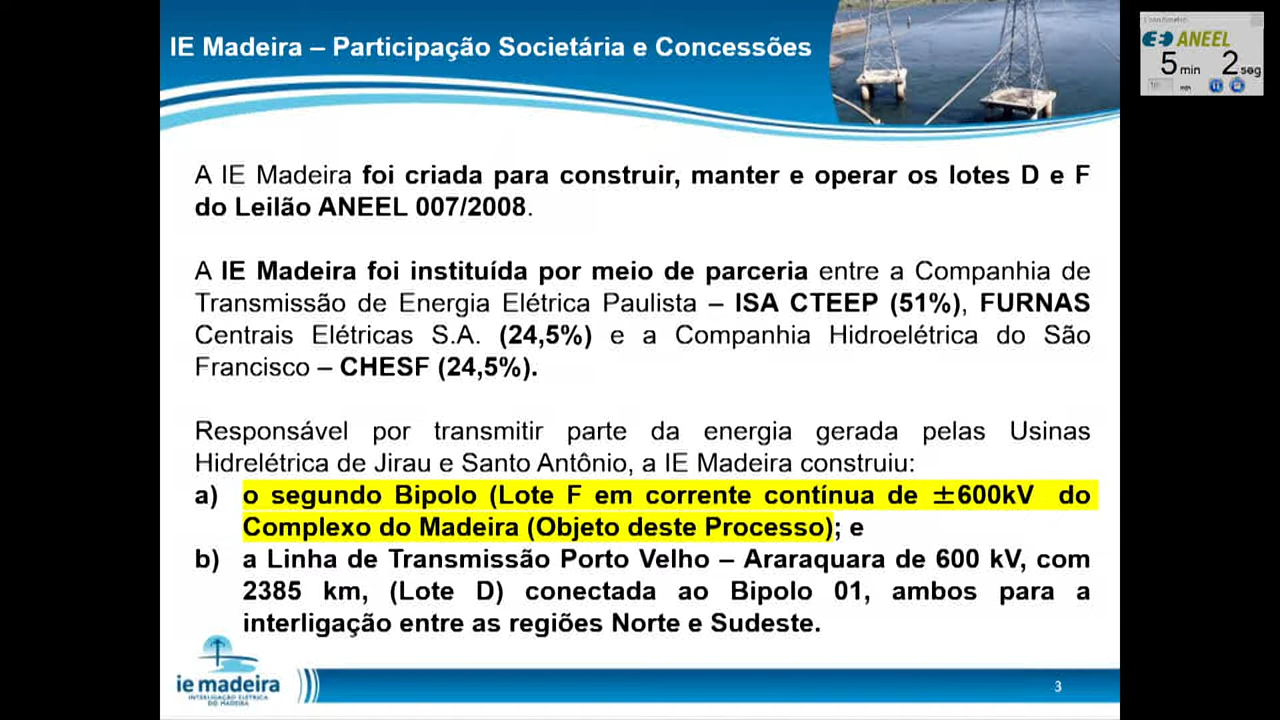 IE Madeira – Participação Societária e Concessões
ANEEL
5 min 2 seg
A IE Madeira foi criada para construir, manter e operar os lotes D e F
do Leilão ANEEL 007/2008.
A IE Madeira foi instituída por meio de parceria entre a Companhia de
Transmissão de Energia Elétrica Paulista – ISA CTEEP (51%), FURNAS
Centrais Elétricas S.A. (24,5%) e a Companhia Hidroelétrica do São
Francisco – CHESF (24,5%).
Responsável por transmitir parte da energia gerada pelas Usinas
Hidrelétrica de Jirau e Santo Antônio, a IE Madeira construiu:
a) o segundo Bipolo (Lote F em corrente contínua de ±600kV do
Complexo do Madeira (Objeto deste Processo); e
b) a Linha de Transmissão Porto Velho – Araraquara de 600 kV, com
2385 km, (Lote D) conectada ao Bipolo 01, ambos para a
interligação entre as regiões Norte e Sudeste.
ie madeira
INTERLIGAÇÃO ELÉTRICA
DO MADEIRA
3